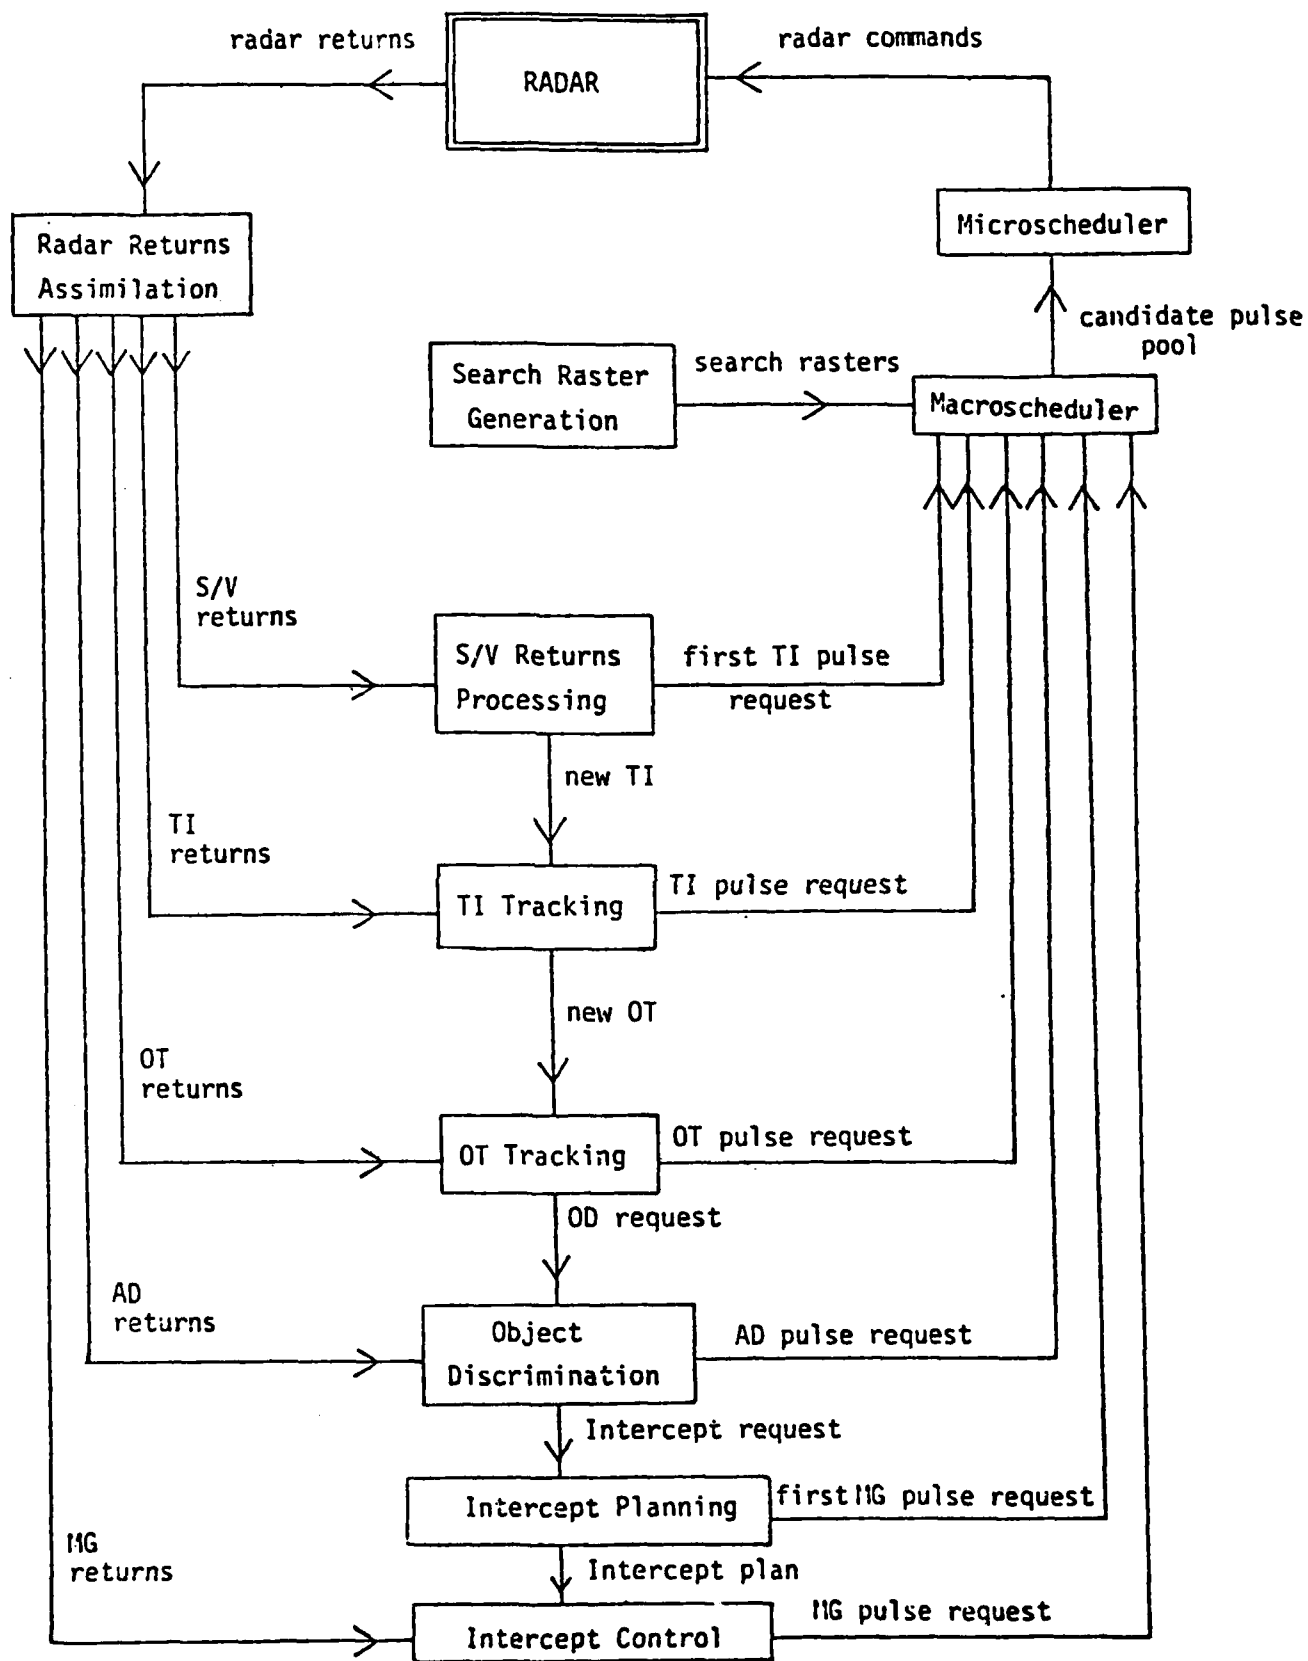 radar returns
RADAR
radar commands
Radar Returns
Assimilation
Microscheduler
candidate pulse
pool
Search Raster
Generation
search rasters
Macroscheduler
S/V
returns
S/V Returns
Processing
first TI pulse
request
new TI
TI
returns
TI Tracking
TI pulse request
new OT
OT
returns
OT Tracking
OT pulse request
OD request
AD
returns
Object
Discrimination
AD pulse request
Intercept request
Intercept Planning
first MG pulse request
MG
returns
Intercept plan
Intercept Control
MG pulse request